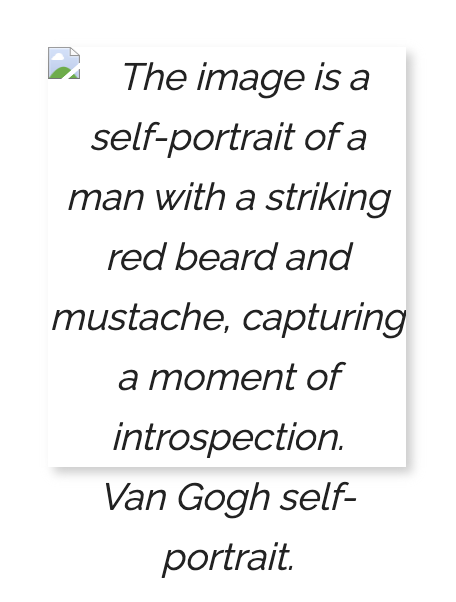 The image is a
self-portrait of a
man with a striking
red beard and
mustache, capturing
a moment of
introspection.
Van Gogh self-
portrait.